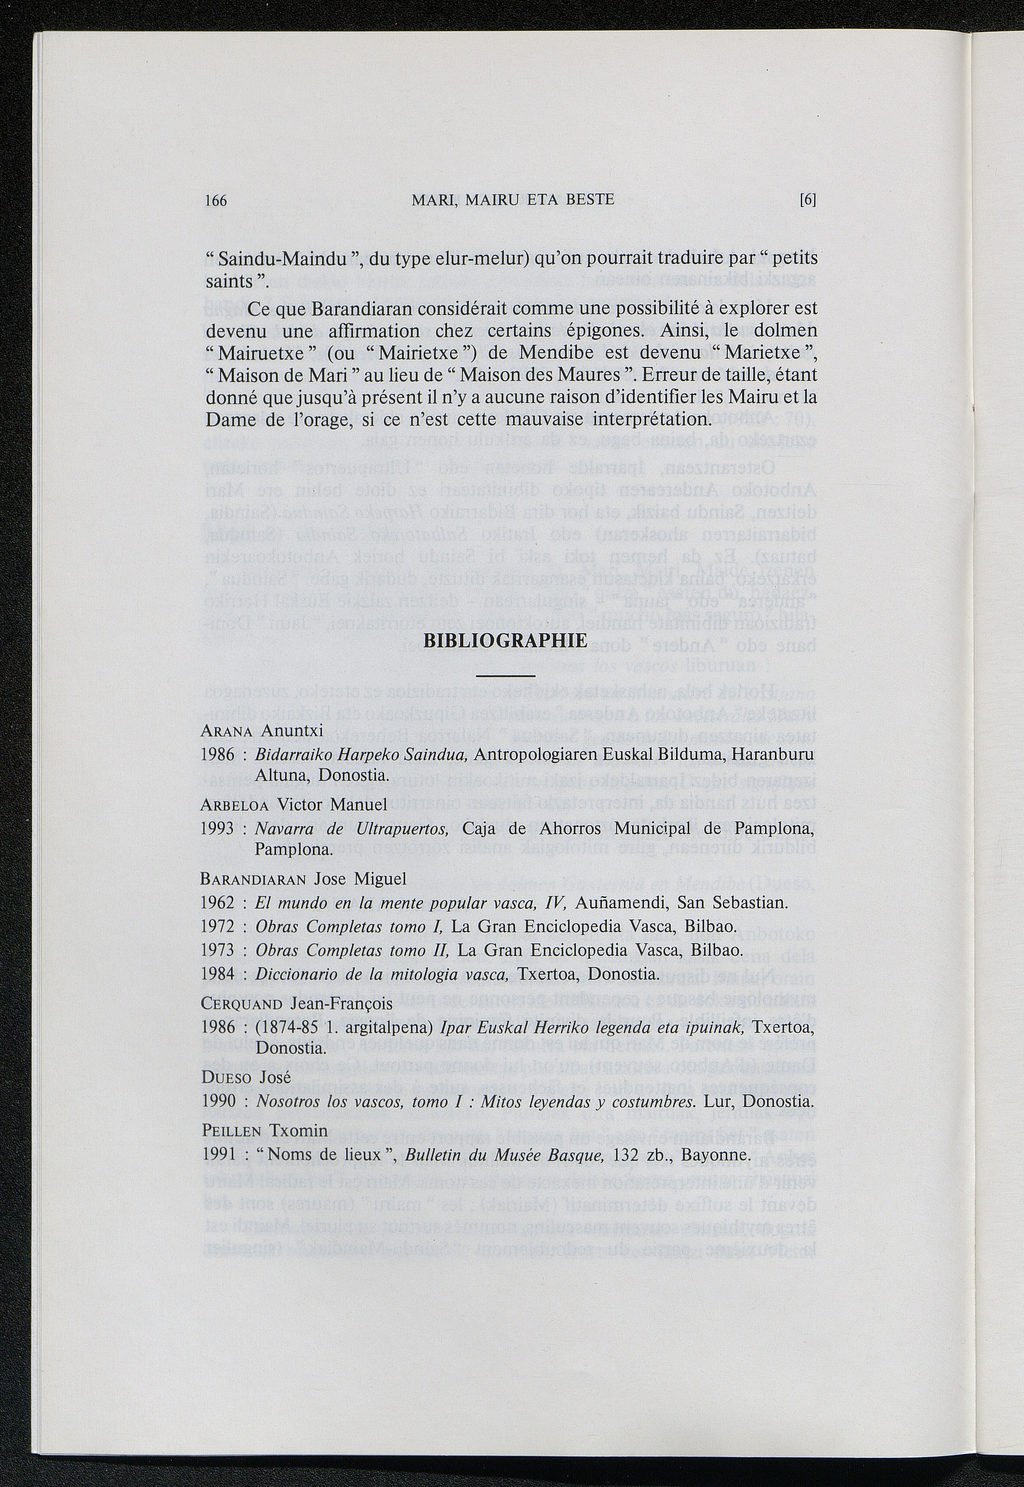 166 MARI, MAIRU ETA BESTE [6]
“ Saindu-Maindu ”, du type elur-melur) qu’on pourrait traduire par “ petits
saints ”.
Ce que Barandiaran considérait comme une possibilité à explorer est
devenu une affirmation chez certains épigones. Ainsi, le dolmen
“ Mairuetxe ” (ou “ Mairietxe ”) de Mendibe est devenu “ Marietxe ”,
“ Maison de Mari ” au lieu de “ Maison des Maures ”. Erreur de taille, étant
donné que jusqu’à présent il n’y a aucune raison d’identifier les Mairu et la
Dame de l’orage, si ce n’est cette mauvaise interprétation.
BIBLIOGRAPHIE
ARANA Anuntxi
1986 : Bidarraiko Harpeko Saindua, Antropologiaren Euskal Bilduma, Haranburu
Altuna, Donostia.
ARBELOA Victor Manuel
1993 : Navarra de Ultrapuertos, Caja de Ahorros Municipal de Pamplona,
Pamplona.
BARANDIARAN Jose Miguel
1962 : El mundo en la mente popular vasca, IV, Auñamendi, San Sebastian.
1972 : Obras Completas tomo I, La Gran Enciclopedia Vasca, Bilbao.
1973 : Obras Completas tomo II, La Gran Enciclopedia Vasca, Bilbao.
1984 : Diccionario de la mitologia vasca, Txertoa, Donostia.
CERQUAND Jean-François
1986 : (1874-85 1. argitalpena) Ipar Euskal Herriko legenda eta ipuinak, Txertoa,
Donostia.
DUESO José
1990 : Nosotros los vascos, tomo I : Mitos leyendas y costumbres. Lur, Donostia.
PEILLEN Txomin
1991 : “ Noms de lieux ”, Bulletin du Musée Basque, 132 zb., Bayonne.